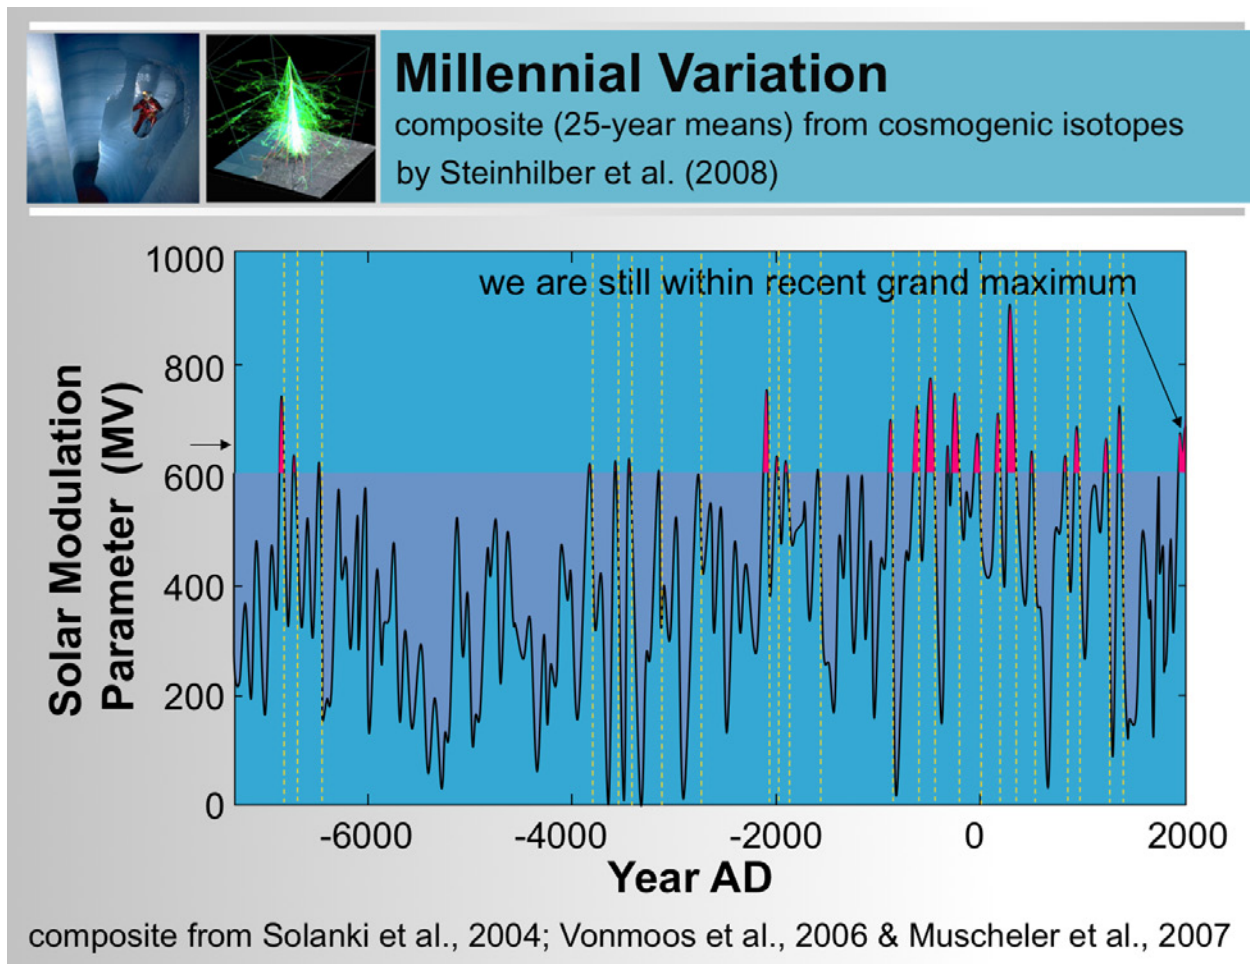 Millennial Variation
composite (25-year means) from cosmogenic isotopes
by Steinhilber et al. (2008)
we are still within recent grand maximum
1000
800
600
400
200
0
Solar Modulation
Parameter (MV)
-6000
-4000
-2000
0
2000
Year AD
composite from Solanki et al., 2004; Vonmoos et al., 2006 & Muscheler et al., 2007